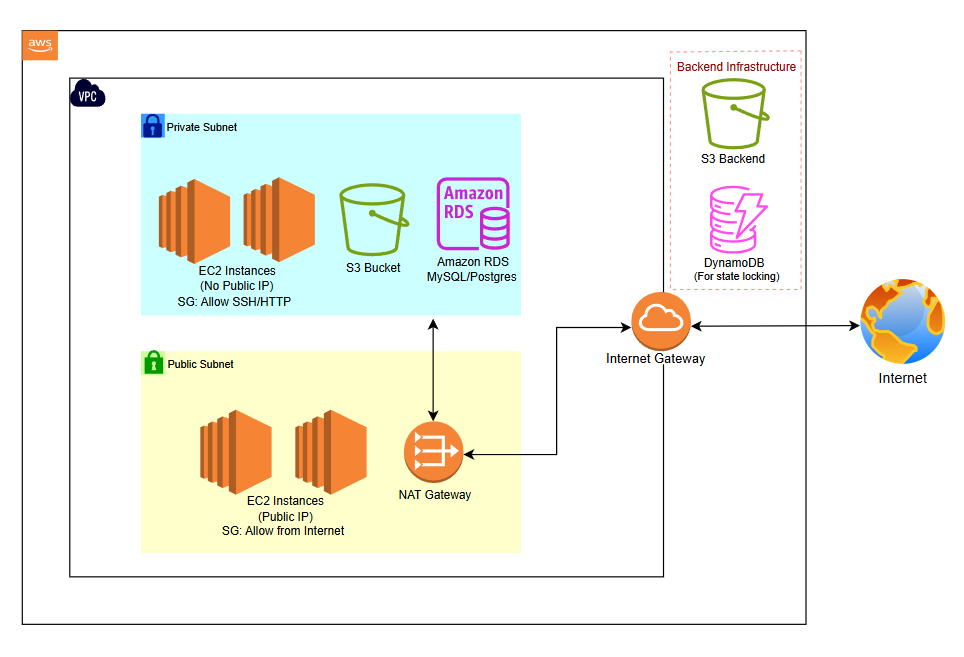 aws
VPC
Backend Infrastructure
S3 Backend
DynamoDB
(For state locking)
Private Subnet
EC2 Instances
(No Public IP)
SG: Allow SSH/HTTP
S3 Bucket
Amazon
RDS
Amazon RDS
MySQL/Postgres
Internet Gateway
Internet
Public Subnet
EC2 Instances
(Public IP)
SG: Allow from Internet
NAT Gateway